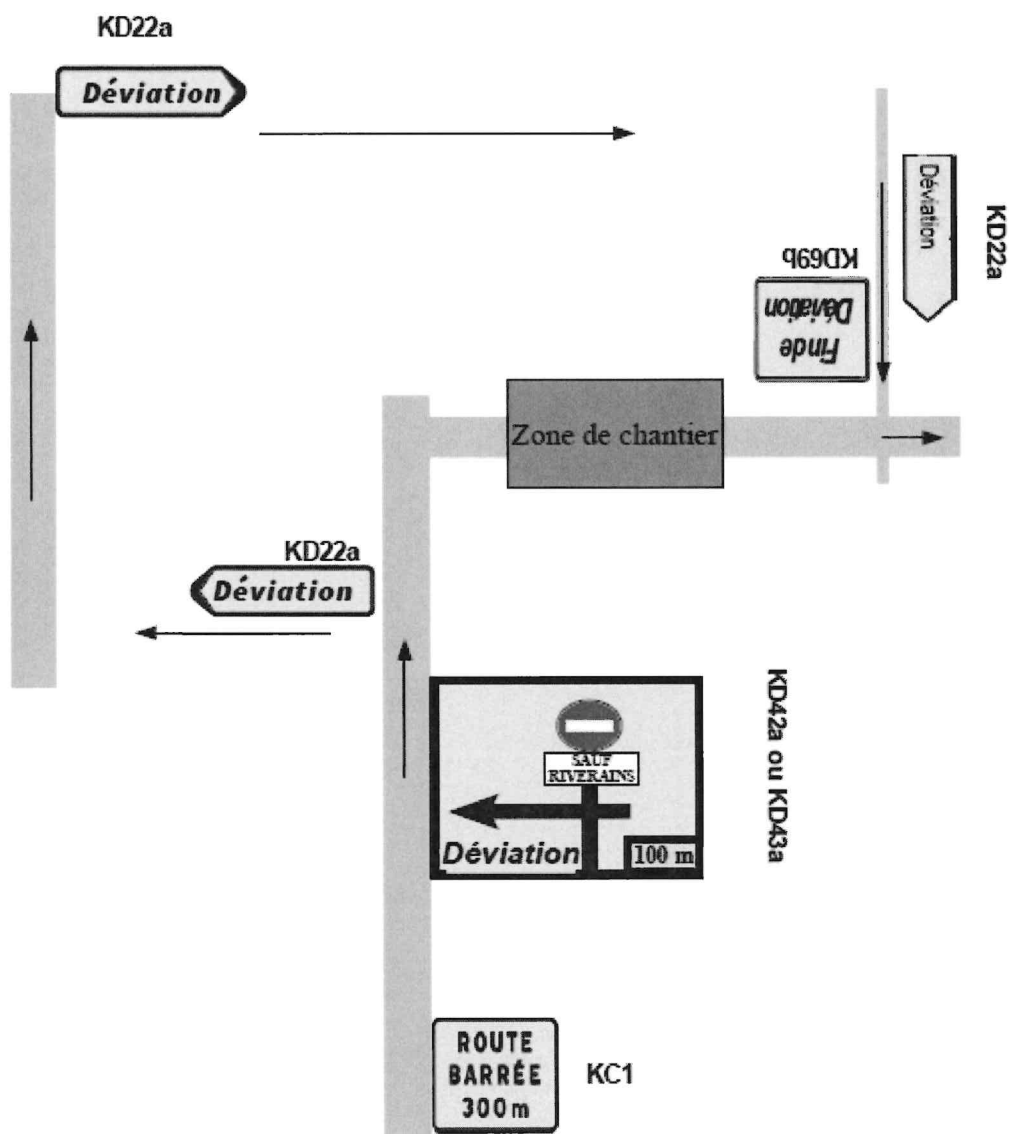 KD22a
Déviation
Déviation
KD22a
KD69b
Fin de
Déviation
Zone de chantier
KD22a
Déviation
KD42a ou KD43a
SAUF
RIVERAINS
Déviation
100 m
ROUTE
BARRÉE
300m
KC1